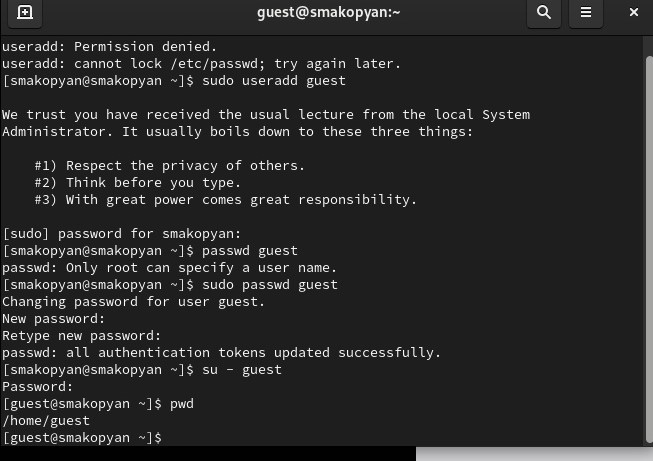 guest@smakopyan:~
useradd: Permission denied.
useradd: cannot lock /etc/passwd; try again later.
[smakopyan@smakopyan ~]$ sudo useradd guest
We trust you have received the usual lecture from the local System
Administrator. It usually boils down to these three things:
#1) Respect the privacy of others.
#2) Think before you type.
#3) With great power comes great responsibility.
[sudo] password for smakopyan:
[smakopyan@smakopyan ~]$ passwd guest
passwd: Only root can specify a user name.
[smakopyan@smakopyan ~]$ sudo passwd guest
Changing password for user guest.
New password:
Retype new password:
passwd: all authentication tokens updated successfully.
[smakopyan@smakopyan ~]$ su - guest
Password:
[guest@smakopyan ~]$ pwd
/home/guest
[guest@smakopyan ~]$